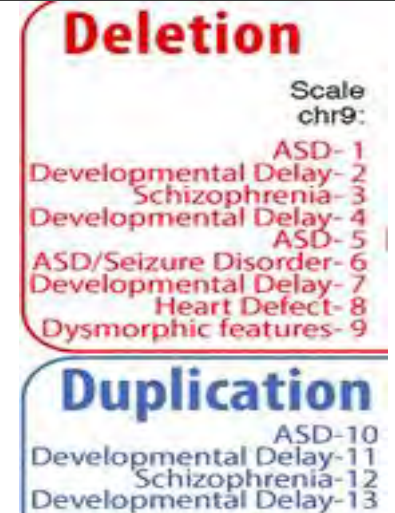 Deletion
Scale
chr9:
ASD- 1
Developmental Delay- 2
Schizophrenia- 3
Developmental Delay- 4
ASD- 5
ASD/Seizure Disorder- 6
Developmental Delay- 7
Heart Defect- 8
Dysmorphic features- 9
Duplication
ASD-10
Developmental Delay-11
Schizophrenia-12
Developmental Delay-13